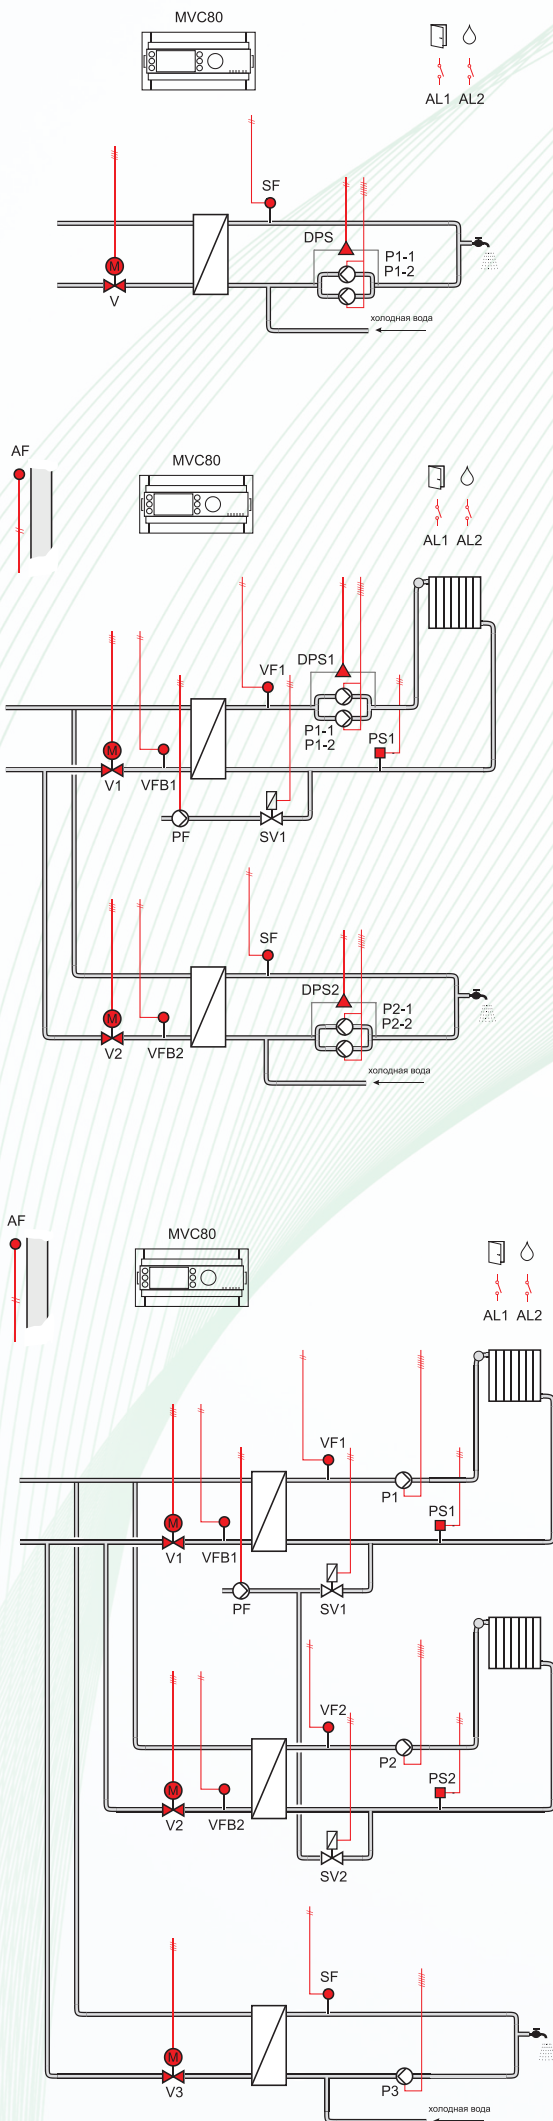 MVC80
AL1 AL2
SF
DPS
P1-1
P1-2
M
V
холодная вода
AF
MVC80
AL1 AL2
DPS1
VF1
P1-1
P1-2
PS1
M
V1
VFB1
PF
SV1
SF
DPS2
P2-1
P2-2
M
V2
VFB2
холодная вода
AF
MVC80
AL1 AL2
VF1
P1
PS1
M
V1
VFB1
PF
SV1
VF2
P2
PS2
M
V2
VFB2
SV2
SF
M
V3
P3
холодная вода